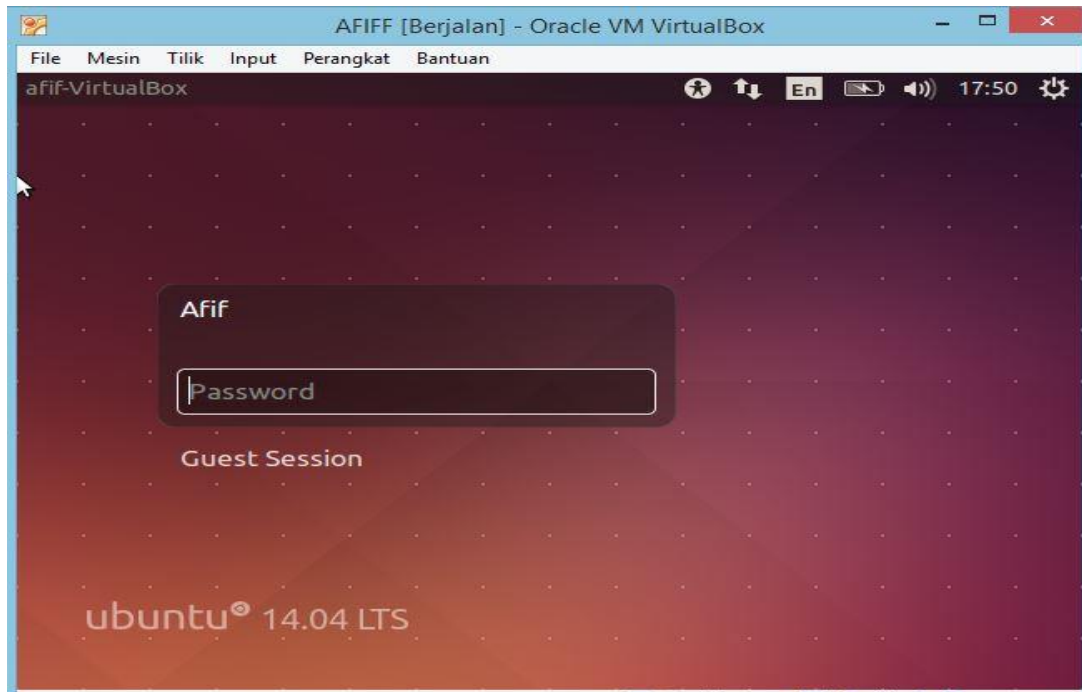 AFIFF [Berjalan] - Oracle VM VirtualBox
File Mesin Tilik Input Perangkat Bantuan
afif-VirtualBox En 17:50
Afif
Password
Guest Session
ubuntu® 14.04 LTS